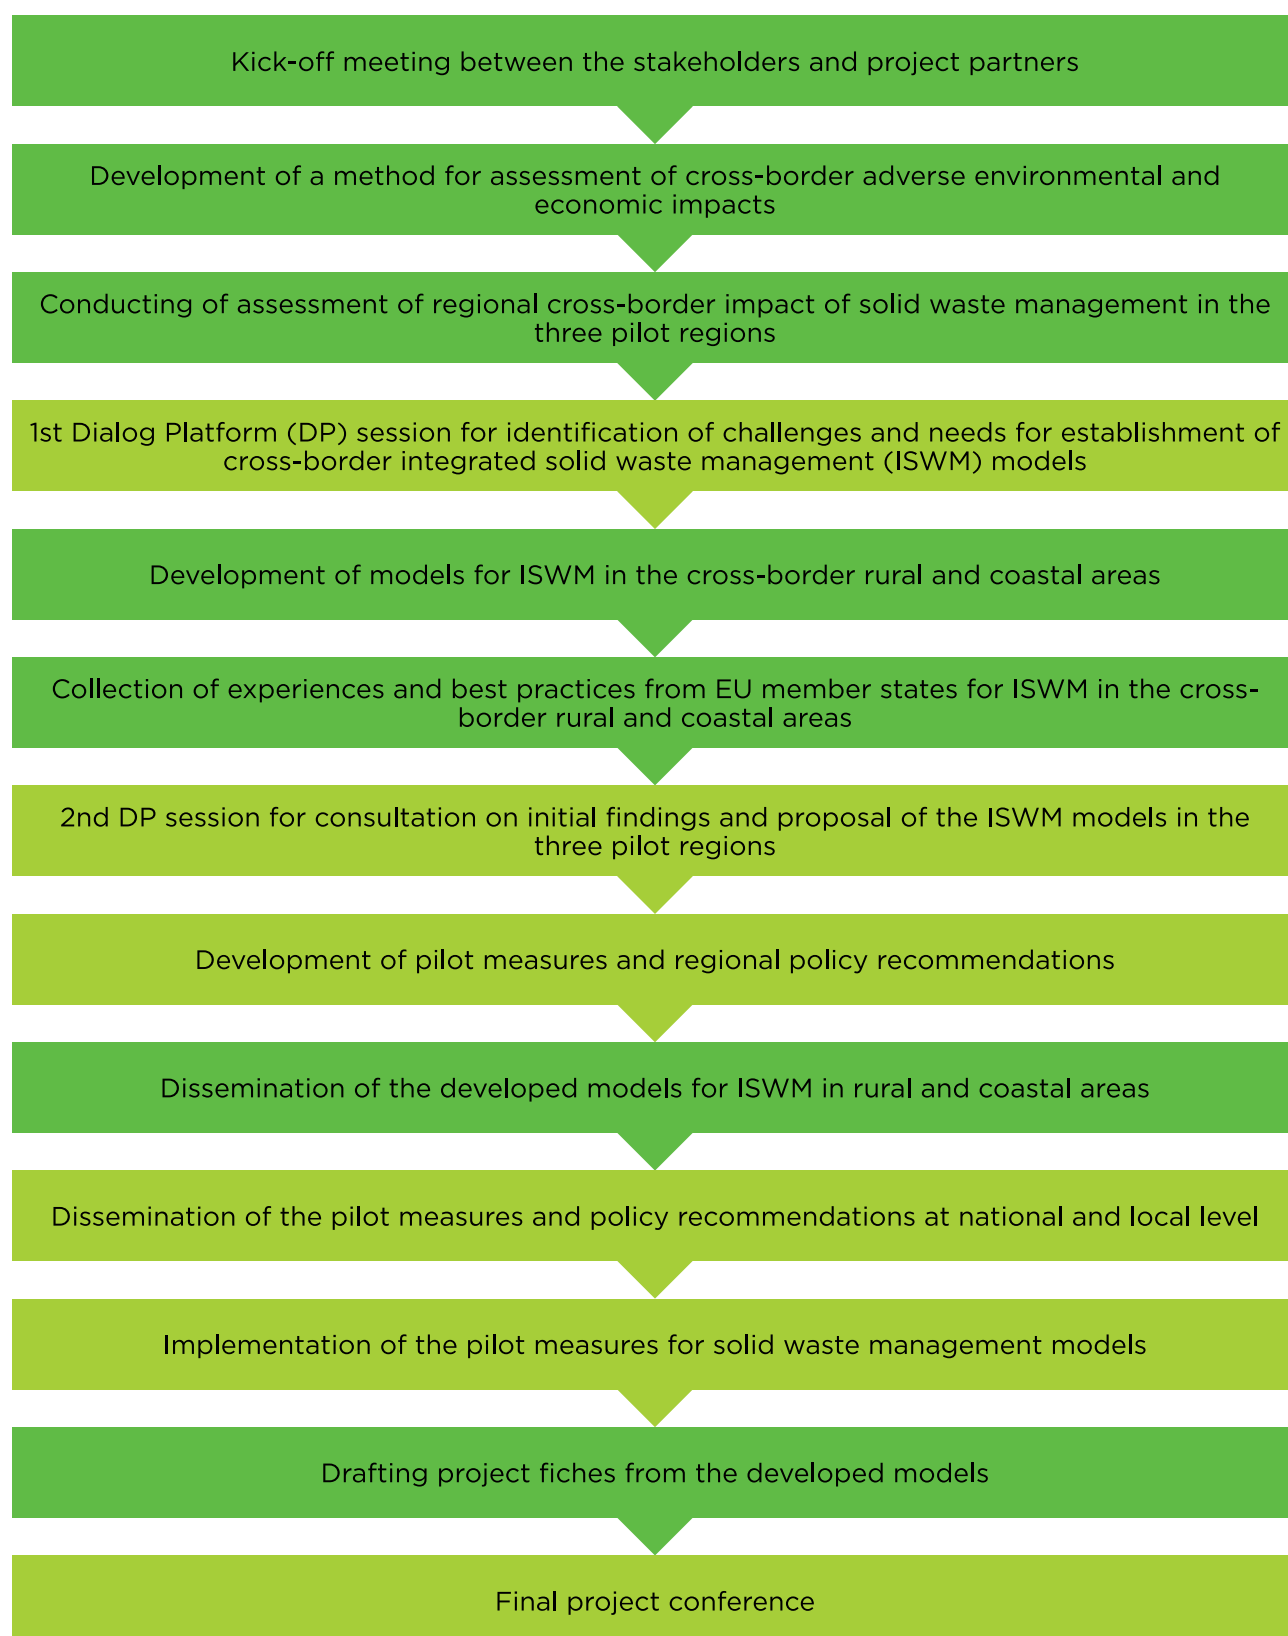 Kick-off meeting between the stakeholders and project partners
Development of a method for assessment of cross-border adverse environmental and
economic impacts
Conducting of assessment of regional cross-border impact of solid waste management in the
three pilot regions
1st Dialog Platform (DP) session for identification of challenges and needs for establishment of
cross-border integrated solid waste management (ISWM) models
Development of models for ISWM in the cross-border rural and coastal areas
Collection of experiences and best practices from EU member states for ISWM in the cross-
border rural and coastal areas
2nd DP session for consultation on initial findings and proposal of the ISWM models in the
three pilot regions
Development of pilot measures and regional policy recommendations
Dissemination of the developed models for ISWM in rural and coastal areas
Dissemination of the pilot measures and policy recommendations at national and local level
Implementation of the pilot measures for solid waste management models
Drafting project fiches from the developed models
Final project conference